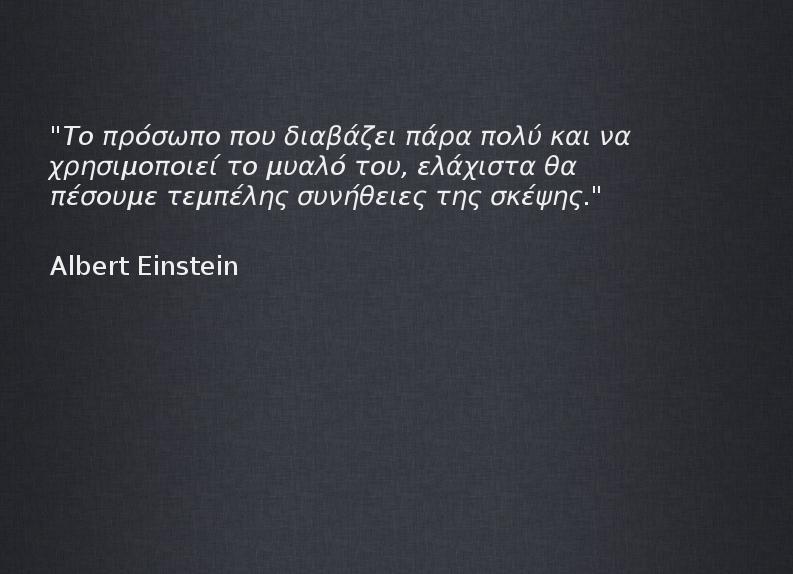 "Το πρόσωπο που διαβάζει πάρα πολύ και να
χρησιμοποιεί το μυαλό του, ελάχιστα θα
πέσουμε τεμπέλης συνήθειες της σκέψης."
Albert Einstein